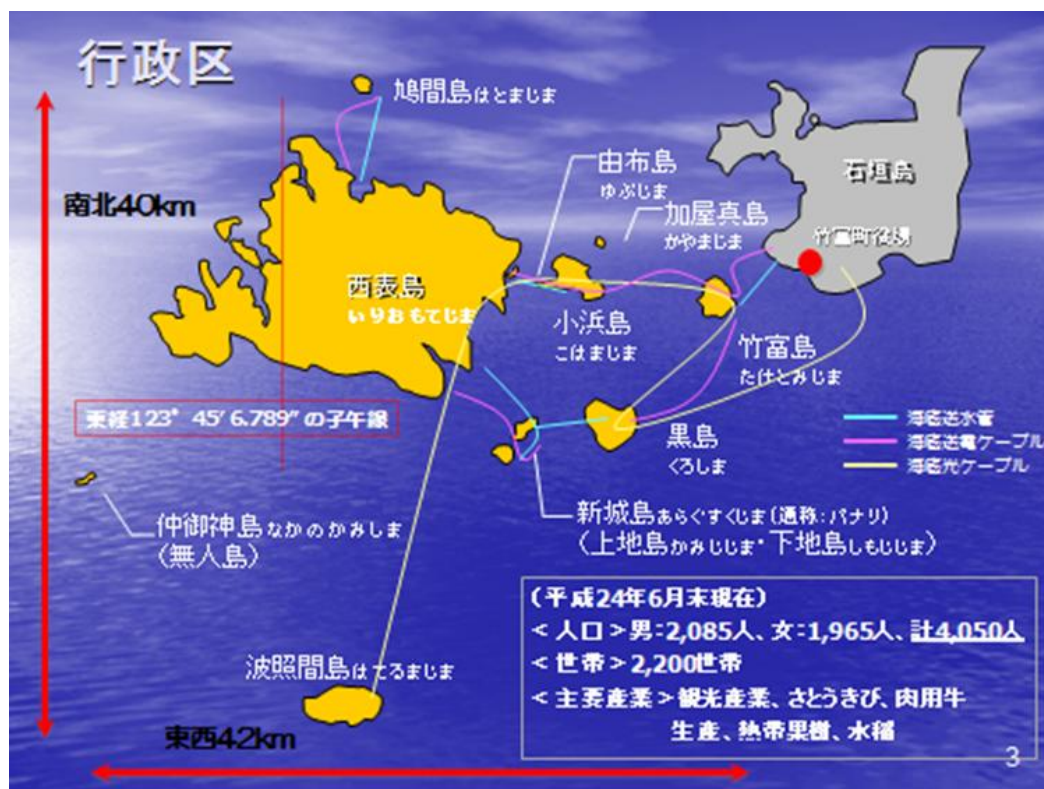 行政区
鳩間島はとまじま
南北40km
由布島
ゆぶじま
加屋真島
かやまじま
石垣島
竹富町役場
西表島
いりおもてじま
小浜島
こはまじま
竹富島
たけとみじま
東経123°45′6.789″の子午線
黒島
くろしま
海底送水管
海底送電ケーブル
海底光ケーブル
仲御神島なかのかみしま
(無人島)
新城島あらぐすくじま(通称:パナリ)
(上地島かみじじま・下地島しもじじま)
波照間島はてるまじま
東西42km
(平成24年6月末現在)
<人口>男:2,085人、女:1,965人、計4,050人
<世帯>2,200世帯
<主要産業>観光産業、さとうきび、肉用牛
生産、熱帯果樹、水稲
3